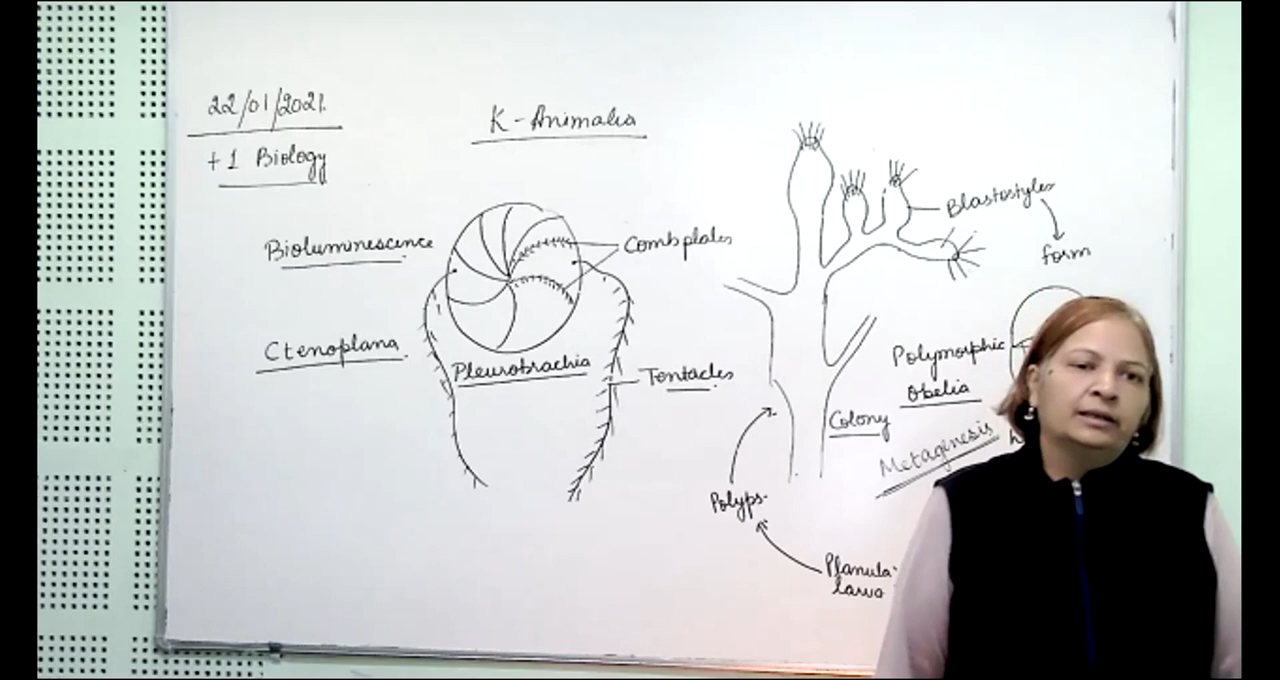 22/01/2021.
+1 Biology
K-Animalia
Bioluminescence
Ctenoplana
Combplates
Pleurobrachia
Tentacles
Blastostyles
form
Polymorphic
Obelia
Colony
Metagenesis
Polyps
Planula
larva